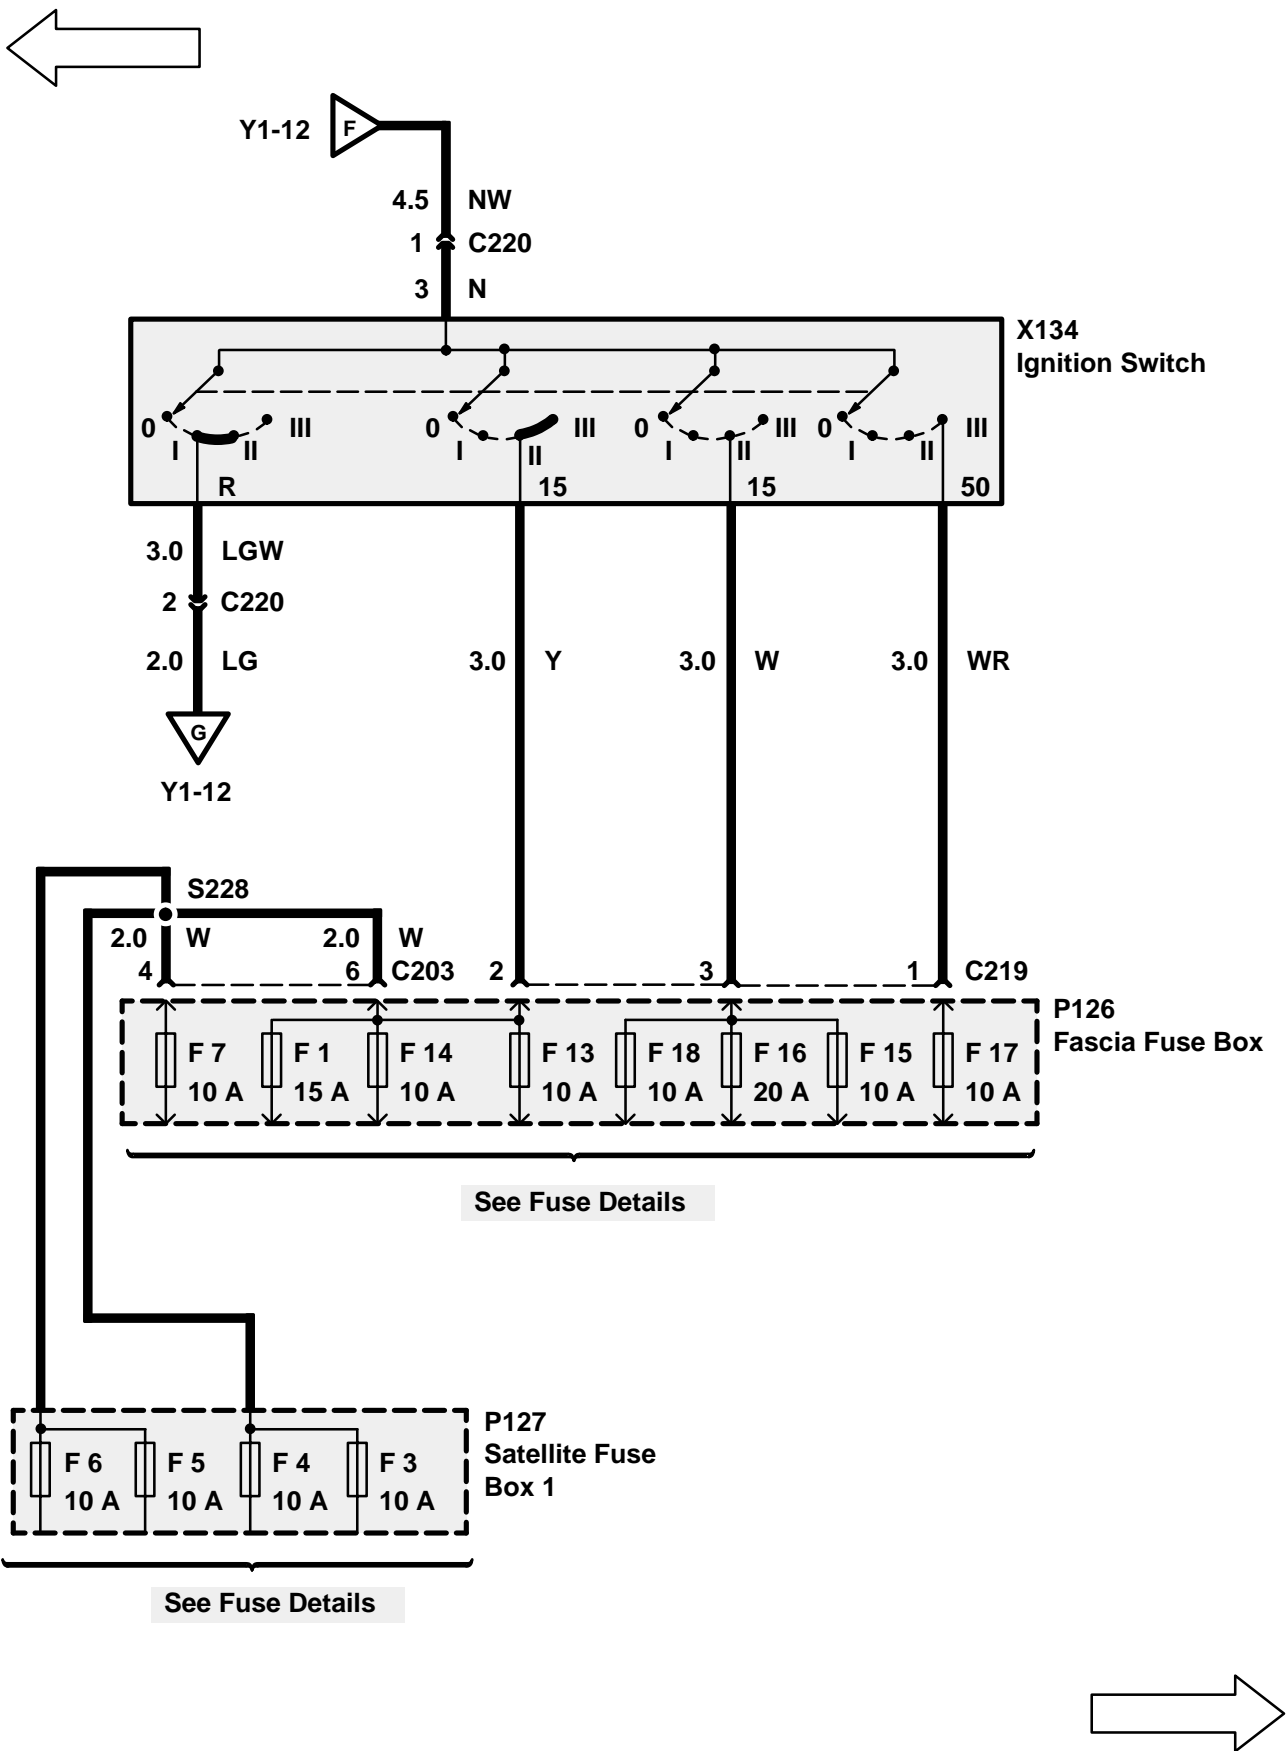 Y1-12 F
4.5 NW
1 C220
3 N
X134
Ignition Switch
0 I II III 0 I II III 0 I II III 0 I II III
R 15 15 50
3.0 LGW
2 C220
2.0 LG 3.0 Y 3.0 W 3.0 WR
G
Y1-12
S228
2.0 W 2.0 W
4 6 C203 2 3 1 C219
P126
Fascia Fuse Box
F 7 F 1 F 14 F 13 F 18 F 16 F 15 F 17
10 A 15 A 10 A 10 A 10 A 20 A 10 A 10 A
See Fuse Details
P127
Satellite Fuse
Box 1
F 6 F 5 F 4 F 3
10 A 10 A 10 A 10 A
See Fuse Details